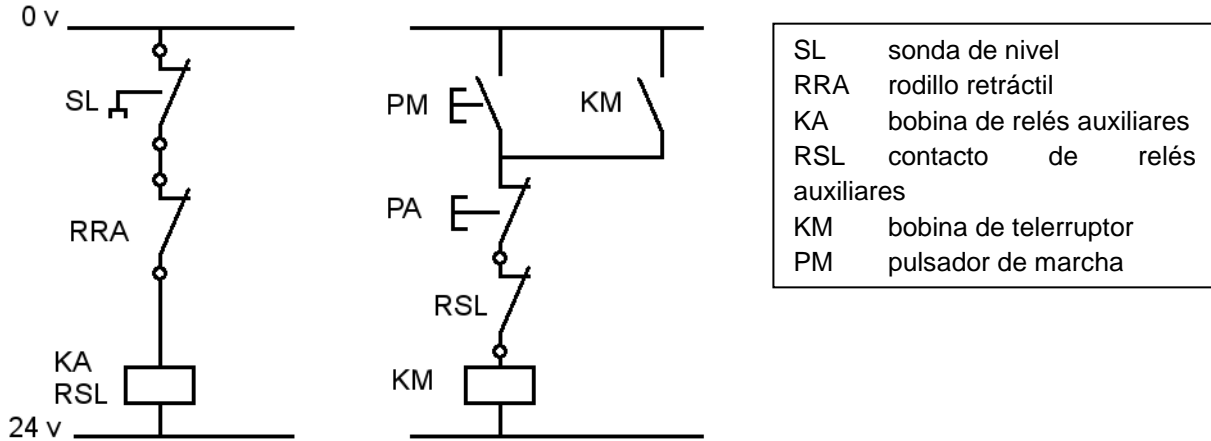 0 v
SL
RRA
KA
RSL
24 v
PM
KM
PA
RSL
KM
SL sonda de nivel
RRA rodillo retráctil
KA bobina de relés auxiliares
RSL contacto de relés
auxiliares
KM bobina de telerruptor
PM pulsador de marcha